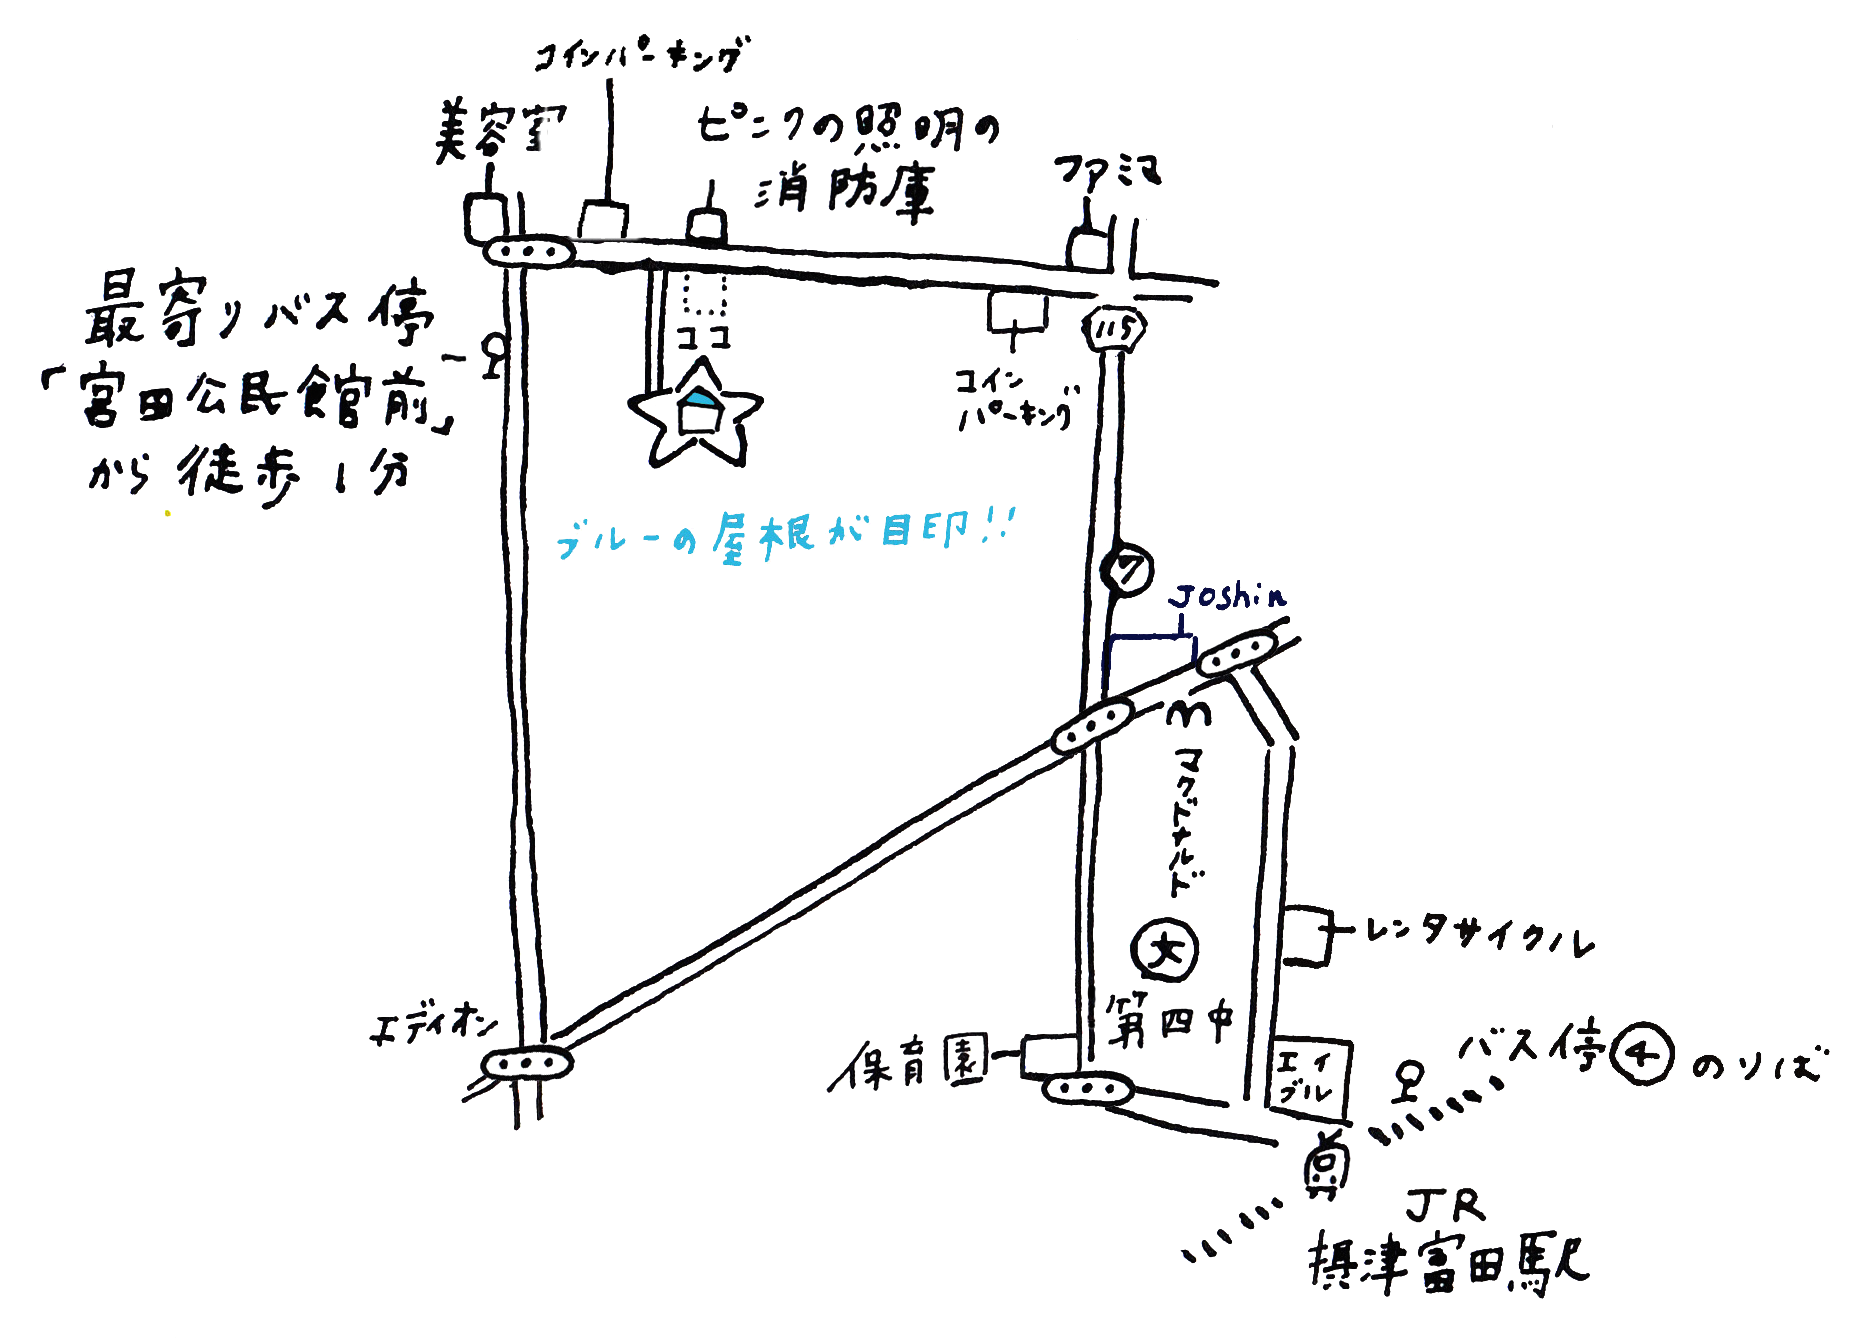 コインパーキング
美容室
ピンクの照明の
消防庫
ファミマ
最寄りバス停
「宮田公民館前」
から徒歩1分
ココ
115
コイン
パーキング
ブルーの屋根が目印!!
ク
Joshin
m
マクドナルド
文
第四中
レンタサイクル
エディオン
保育園
エイ
ブル
バス停④のりば
JR
摂津富田駅